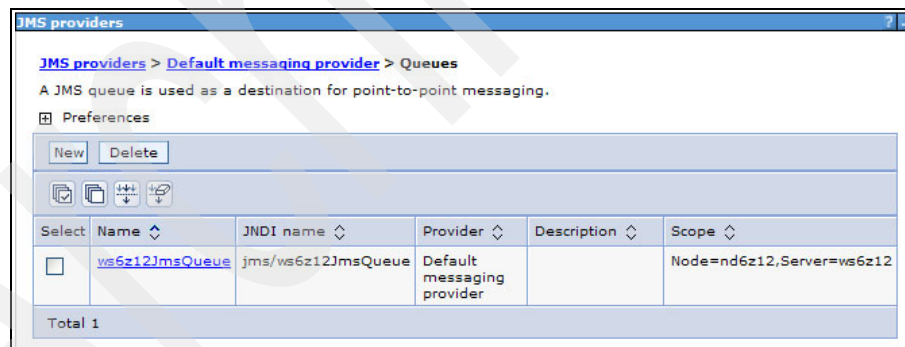 JMS providers ?
JMS providers > Default messaging provider > Queues
A JMS queue is used as a destination for point-to-point messaging.
Preferences
New Delete
Select Name JNDI name Provider Description Scope
ws6z12JmsQueue jms/ws6z12JmsQueue Default messaging provider Node=nd6z12,Server=ws6z12
Total 1